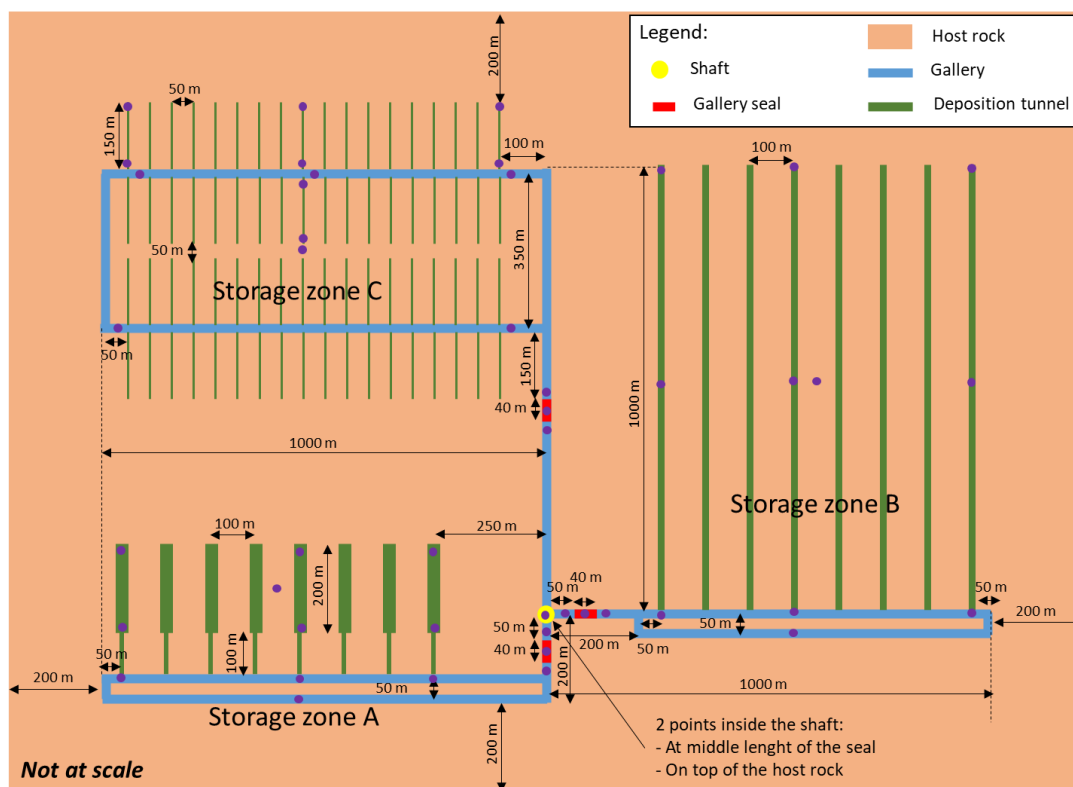 Legend:
Shaft
Gallery seal
Host rock
Gallery
Deposition tunnel
200 m
50 m
150 m
100 m
100 m
50 m
350 m
Storage zone C
50 m
150 m
40 m
1000 m
1000 m
Storage zone B
100 m
250 m
200 m
50 m
100 m
200 m
50 m
Storage zone A
40 m
50 m
50 m
40 m
200 m
200 m
50 m
50 m
50 m
200 m
1000 m
200 m
2 points inside the shaft:
- At middle lenght of the seal
- On top of the host rock
Not at scale